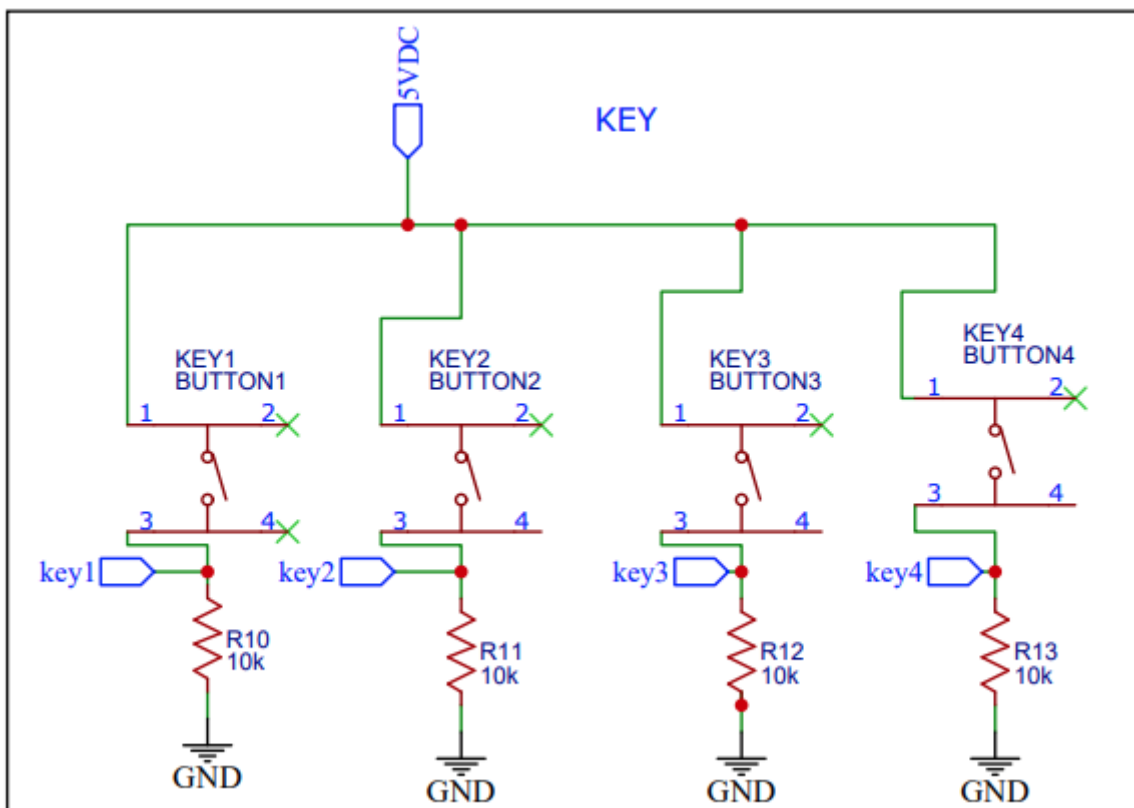 5VDC
KEY
KEY1
BUTTON1
1 2
3 4
key1
R10
10k
GND
KEY2
BUTTON2
1 2
3 4
key2
R11
10k
GND
KEY3
BUTTON3
1 2
3 4
key3
R12
10k
GND
KEY4
BUTTON4
1 2
3 4
key4
R13
10k
GND